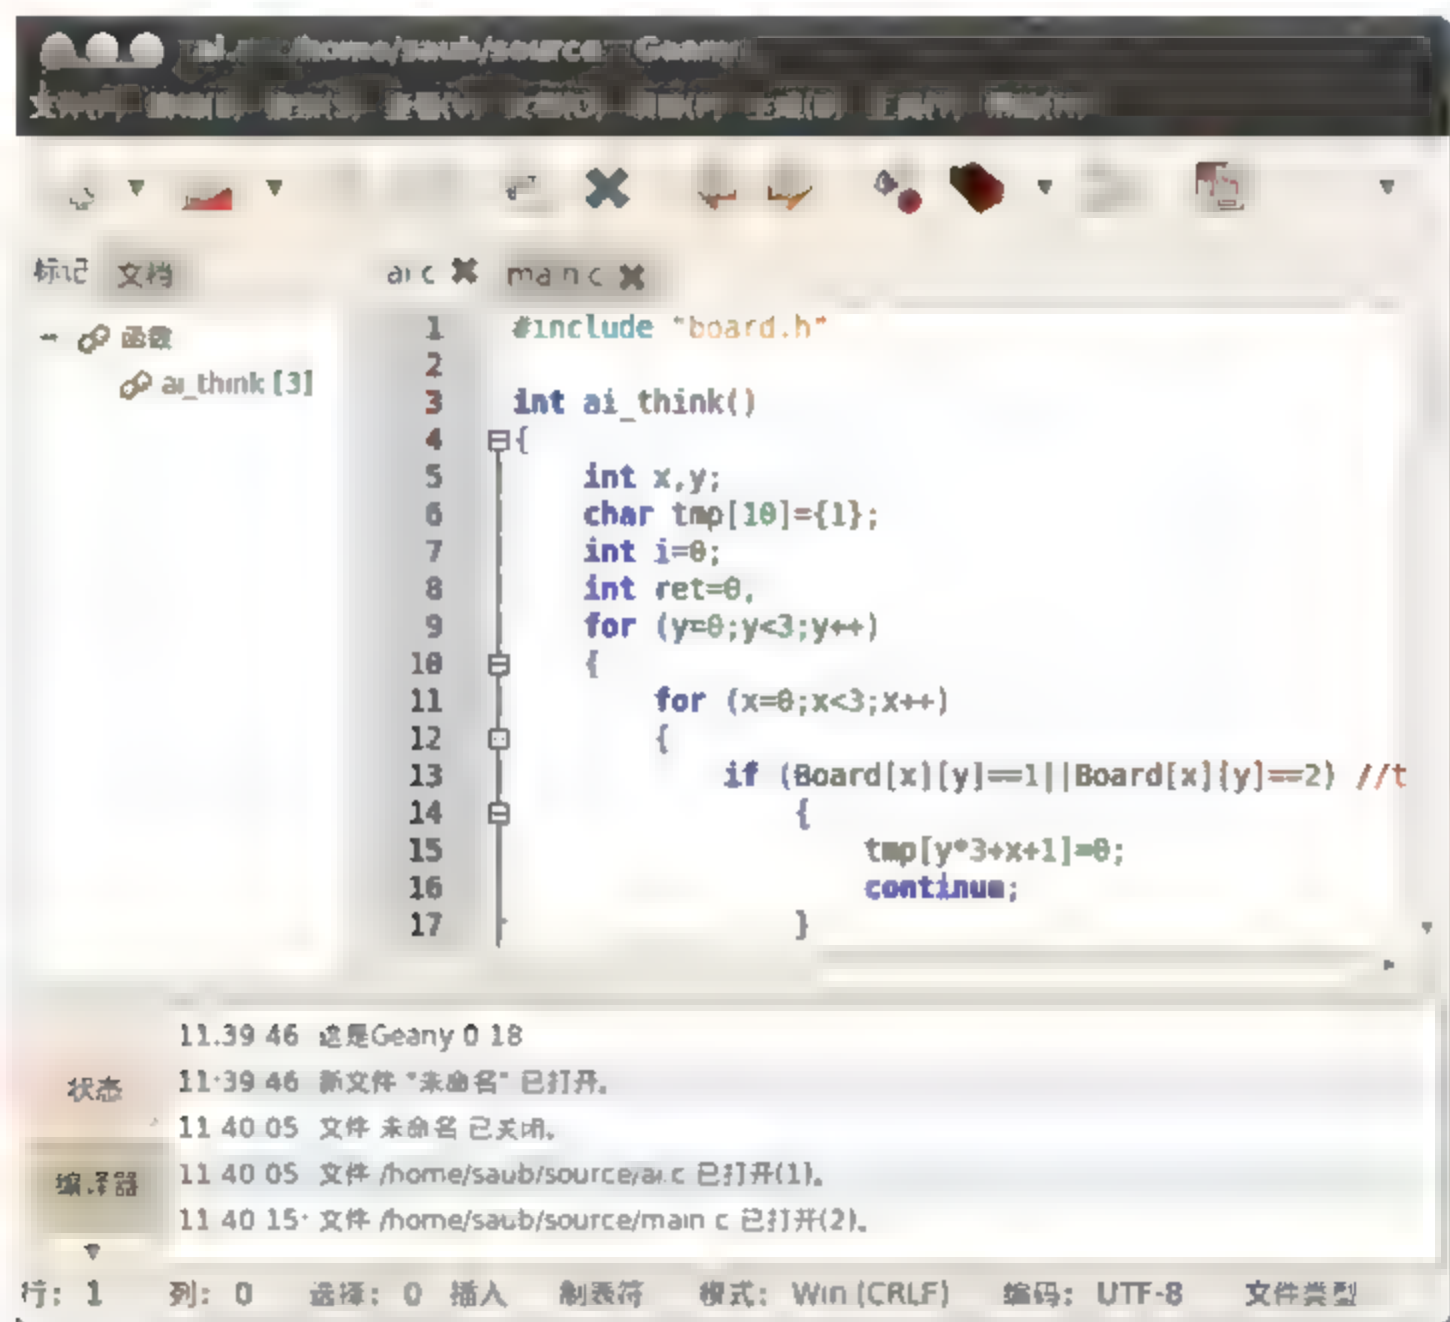 /home/saub/source Geany
标记 文档 ai.c main.c
函数
ai_think [3]
1 #include "board.h"
2
3 int ai_think()
4 {
5 int x,y;
6 char tmp[10]={1};
7 int i=0;
8 int ret=0;
9 for (y=0;y<3;y++)
10 {
11 for (x=0;x<3;x++)
12 {
13 if (Board[x][y]==1||Board[x][y]==2) //t
14 {
15 tmp[y*3+x+1]=0;
16 continue;
17 }
状态
编译器
11:39:46: 这是Geany 0.18
11:39:46: 新文件 "未命名" 已打开。
11:40:05: 文件 未命名 已关闭。
11:40:05: 文件 /home/saub/source/ai.c 已打开(1)。
11:40:15: 文件 /home/saub/source/main.c 已打开(2)。
行: 1 列: 0 选择: 0 插入 制表符 模式: Win (CRLF) 编码: UTF-8 文件类型